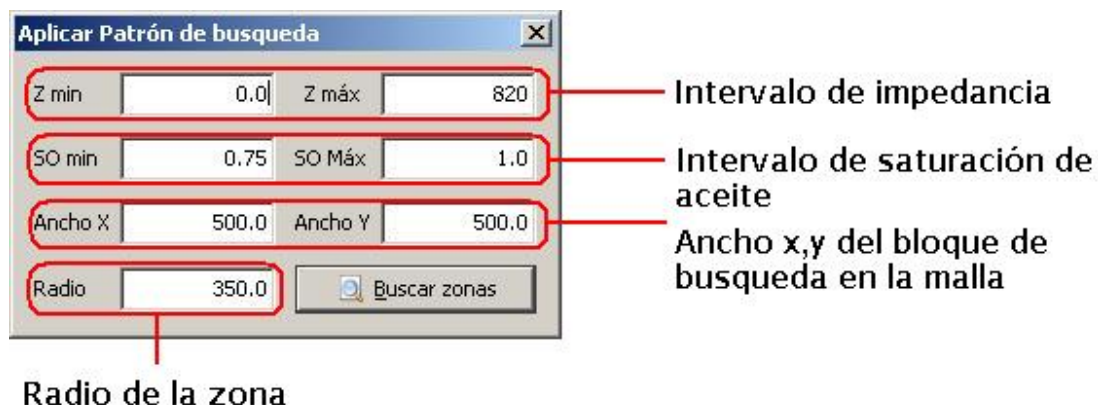 Aplicar Patrón de busqueda
Z min 0.0 Z máx 820
Intervalo de impedancia
SO min 0.75 SO Máx 1.0
Intervalo de saturación de
aceite
Ancho X 500.0 Ancho Y 500.0
Ancho x,y del bloque de
busqueda en la malla
Radio 350.0 Buscar zonas
Radio de la zona